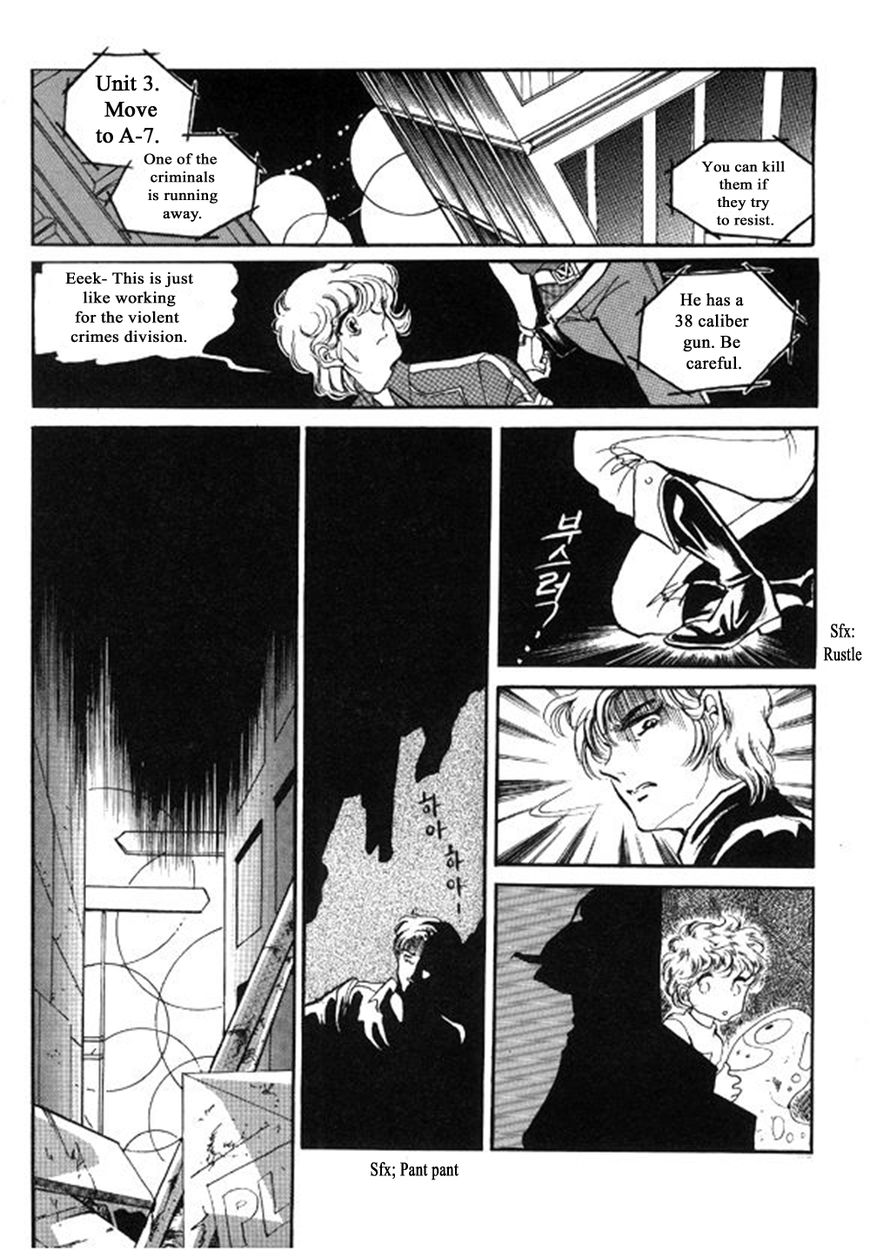 Unit 3.
Move
to A-7.
One of the
criminals
is running
away.
You can kill
them if
they try
to resist.
Eeek- This is just
like working
for the violent
crimes division.
He has a
38 caliber
gun. Be
careful.
부스럭...
Sfx:
Rustle
하아하아-
Sfx; Pant pant
PL